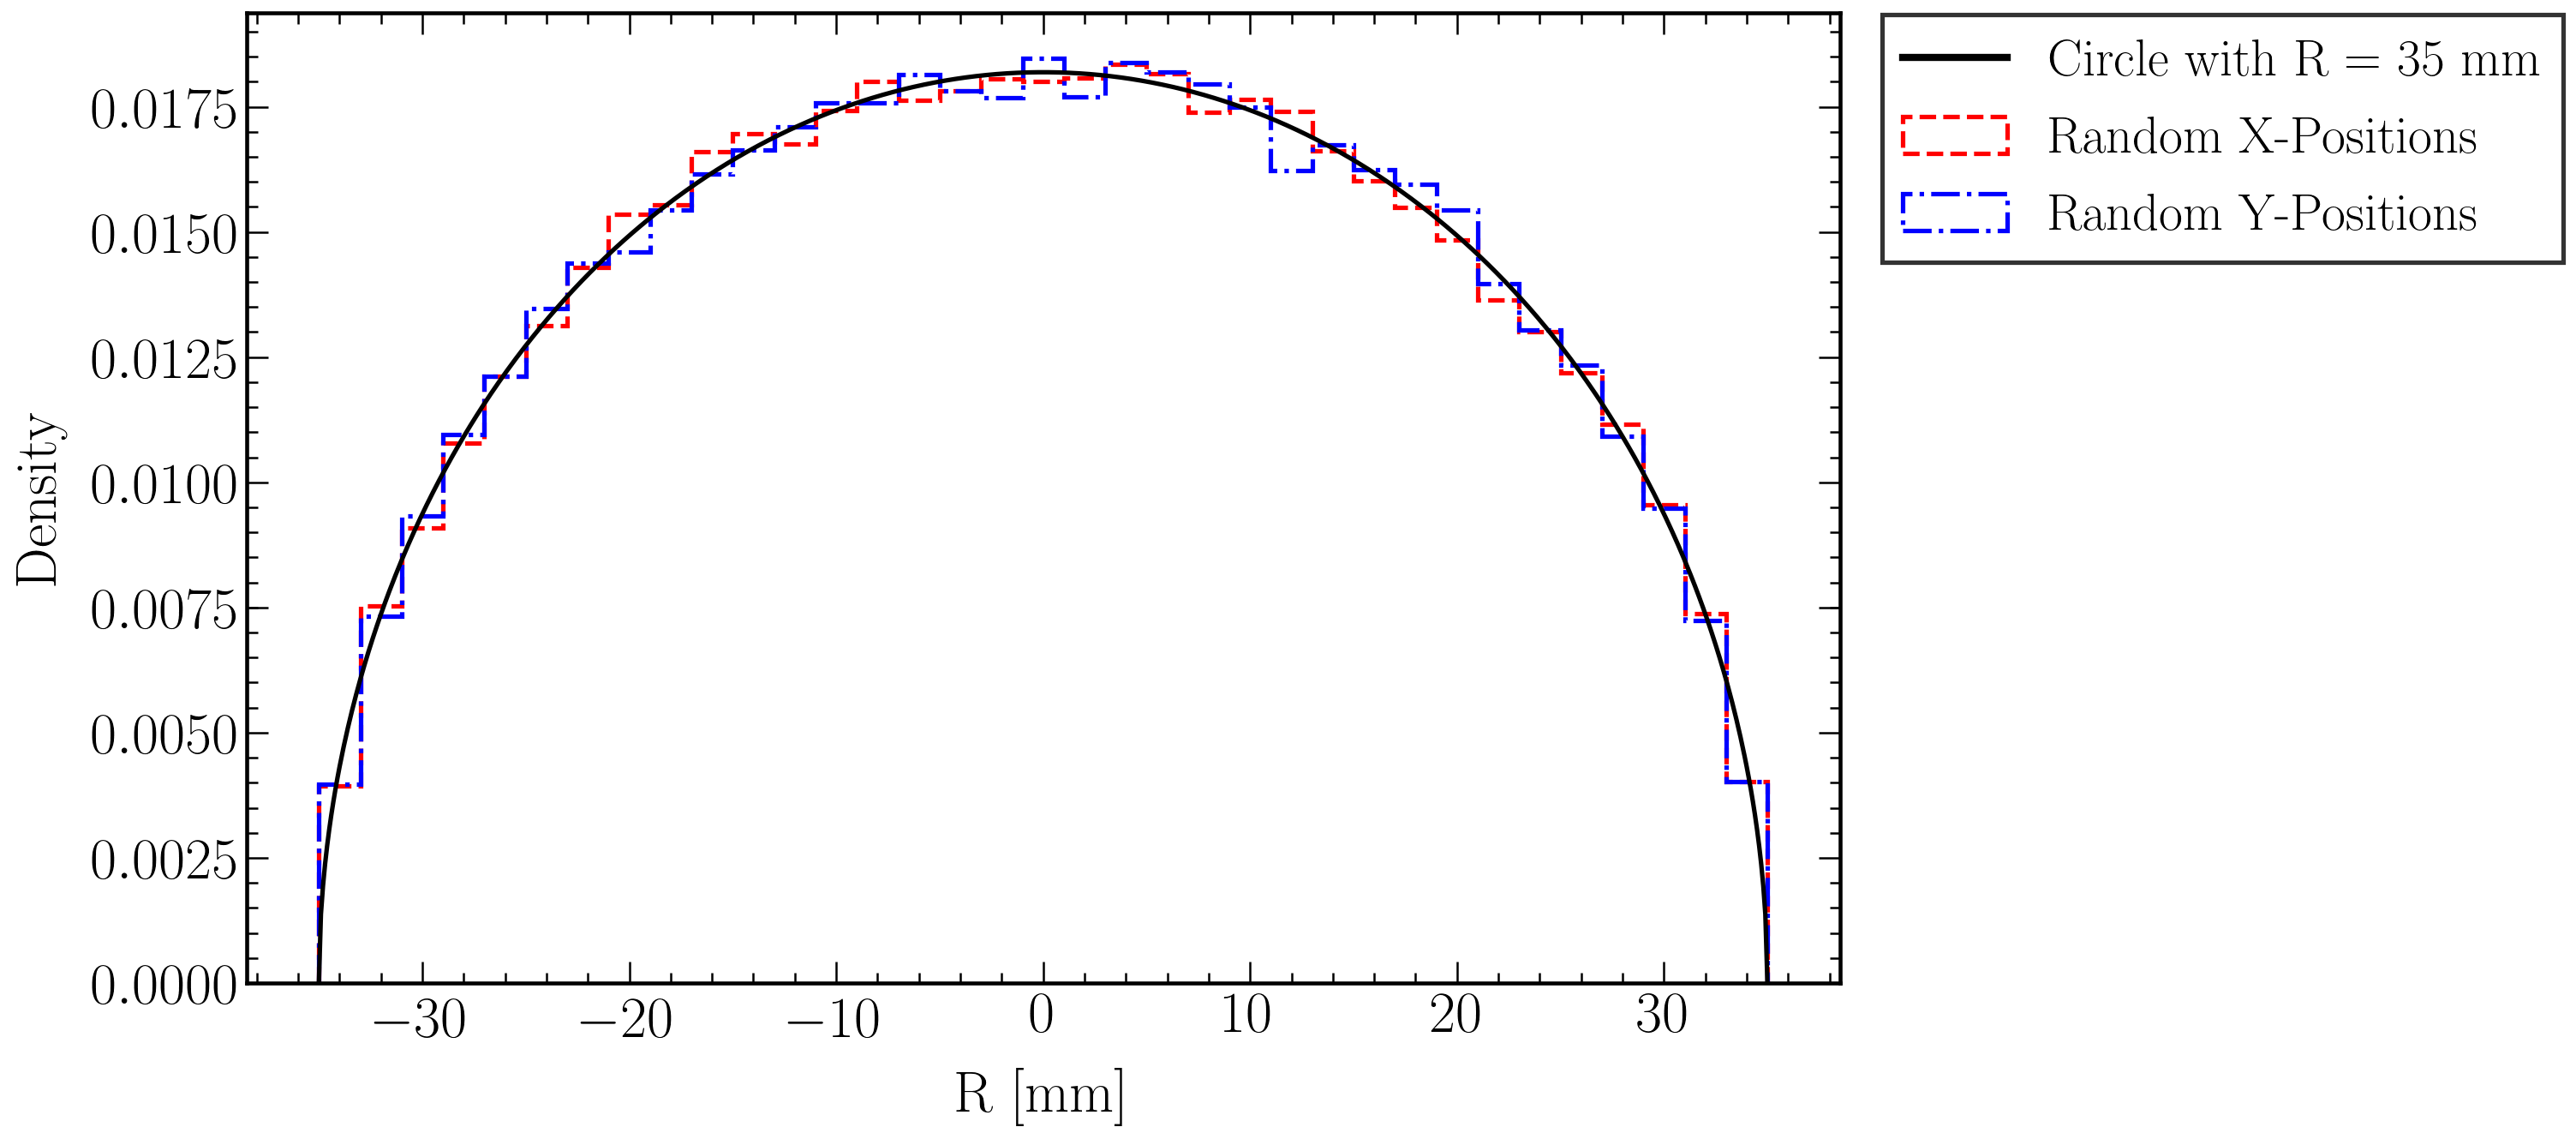 Circle with R = 35 mm
Random X-Positions
Random Y-Positions
0.0175
0.0150
0.0125
0.0100
0.0075
0.0050
0.0025
0.0000
Density
−30 −20 −10 0 10 20 30
R [mm]